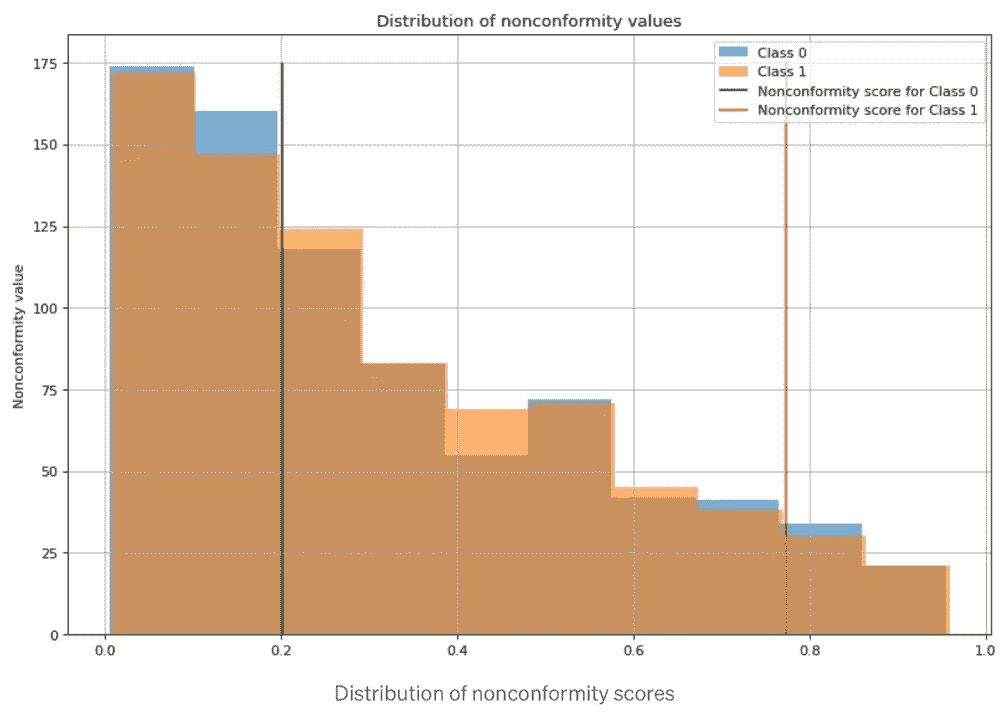 Distribution of nonconformity values
Class 0
Class 1
Nonconformity score for Class 0
Nonconformity score for Class 1
Nonconformity value
175
150
125
100
75
50
25
0
0.0 0.2 0.4 0.6 0.8 1.0
Distribution of nonconformity scores